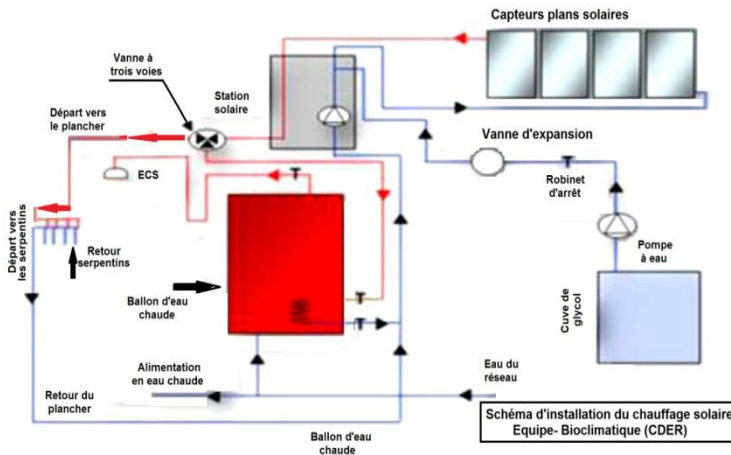 Capteurs plans solaires
Vanne à
trois voies
Station
solaire
Départ vers
le plancher
Vanne d'expansion
ECS
Robinet
d'arrêt
Départ vers
les serpentins
Retour
serpentins
Pompe
à eau
Ballon d'eau
chaude
Cuve de
glycol
Alimentation
en eau chaude
Eau du
réseau
Retour du
plancher
Ballon d'eau
chaude
Schéma d'installation du chauffage solaire
Equipe- Bioclimatique (CDER)